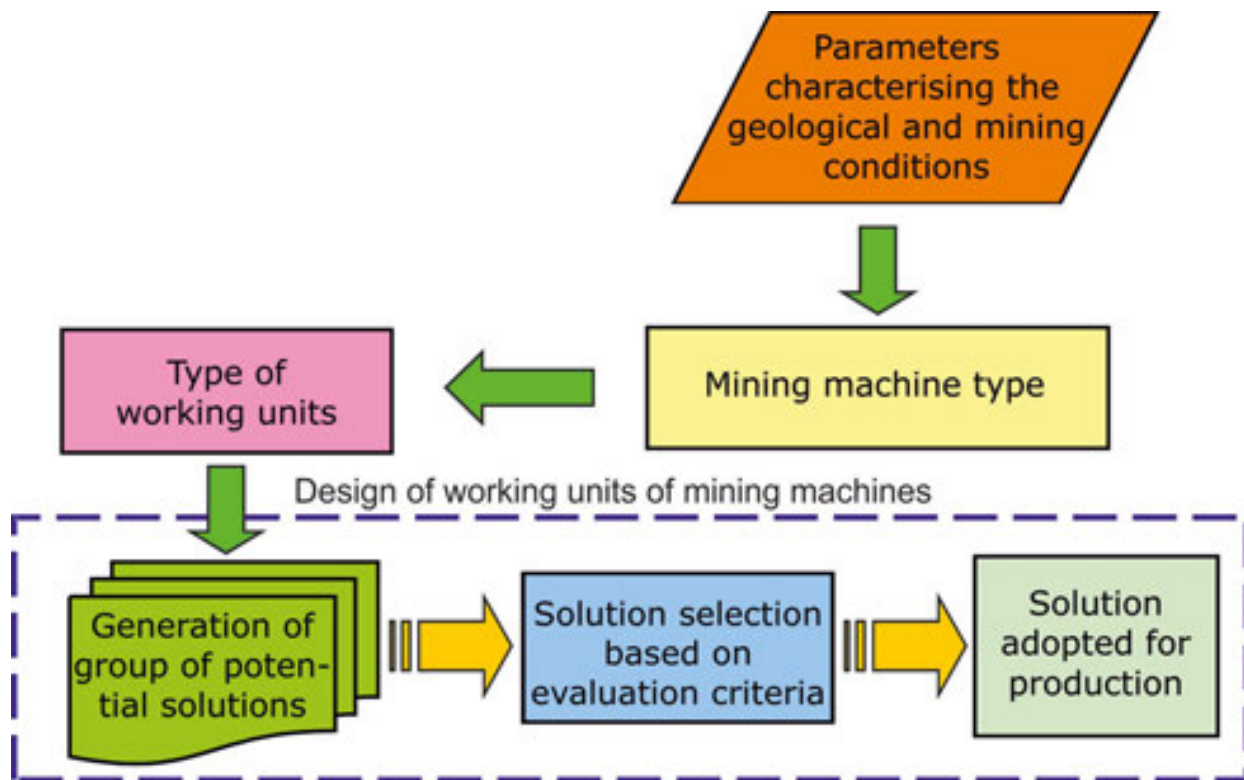 Parameters
characterising the
geological and mining
conditions
Mining machine type
Type of
working units
Design of working units of mining machines
Generation of
group of poten-
tial solutions
Solution selection
based on
evaluation criteria
Solution
adopted for
production